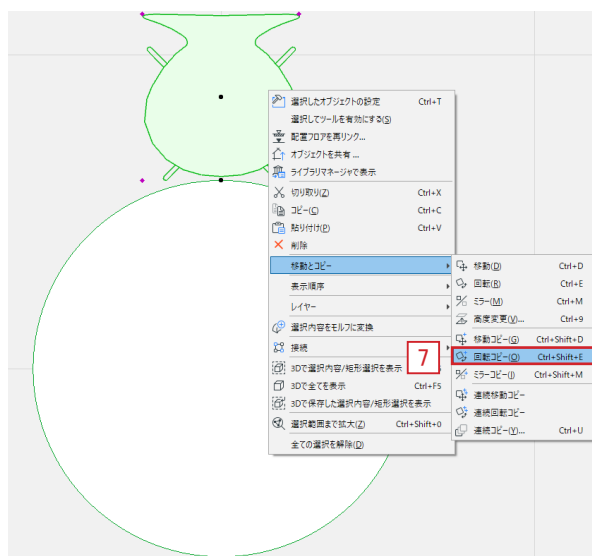 選択したオブジェクトの設定 Ctrl+T
選択してツールを有効にする(S)
配置フロアを再リンク...
オブジェクトを共有 ...
ライブラリマネージャで表示
切り取り(Z) Ctrl+X
コピー(C) Ctrl+C
貼り付け(P) Ctrl+V
削除
移動とコピー
表示順序
レイヤー
選択内容をモルフに変換
接続
3Dで選択内容/矩形選択を表示
3Dで全てを表示 Ctrl+F5
3Dで保存した選択内容/矩形選択を表示
選択範囲まで拡大(Z) Ctrl+Shift+0
全ての選択を解除(D)
移動(D) Ctrl+D
回転(R) Ctrl+E
ミラー(M) Ctrl+M
高度変更(V)... Ctrl+9
移動コピー(G) Ctrl+Shift+D
7
回転コピー(O) Ctrl+Shift+E
ミラーコピー(I) Ctrl+Shift+M
連続移動コピー
連続回転コピー
連続コピー(Y)... Ctrl+U